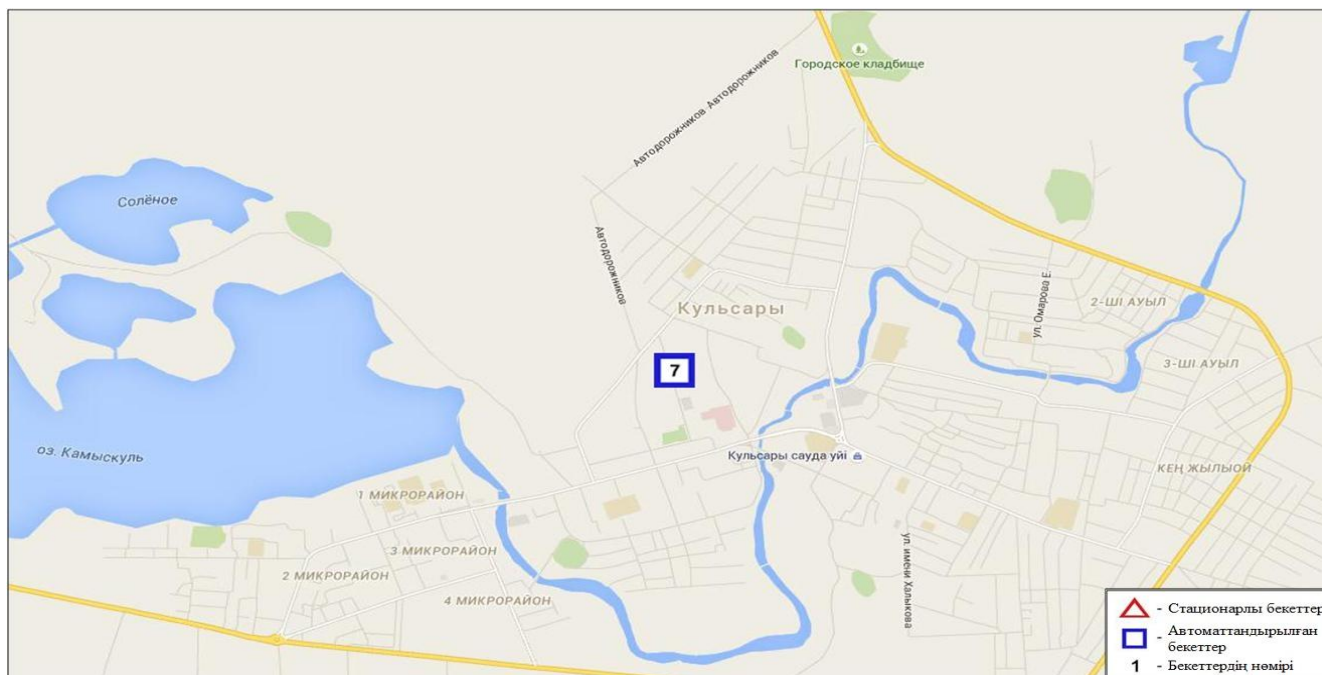 Городское кладбище
Автодорожников Автодорожников
Солёное
Автодорожников
ул. Омарова Е.
2-ШІ АУЫЛ
Кульсары
3-ШІ АУЫЛ
7
оз. Камыскуль
Кульсары сауда уйі
КЕҢ ЖЫЛЫОЙ
1 МИКРОРАЙОН
3 МИКРОРАЙОН
2 МИКРОРАЙОН
4 МИКРОРАЙОН
ул. имени Халыкова
- Стационарлы бекеттер
- Автоматтандырылған
бекеттер
1 - Бекеттердің нөмірі